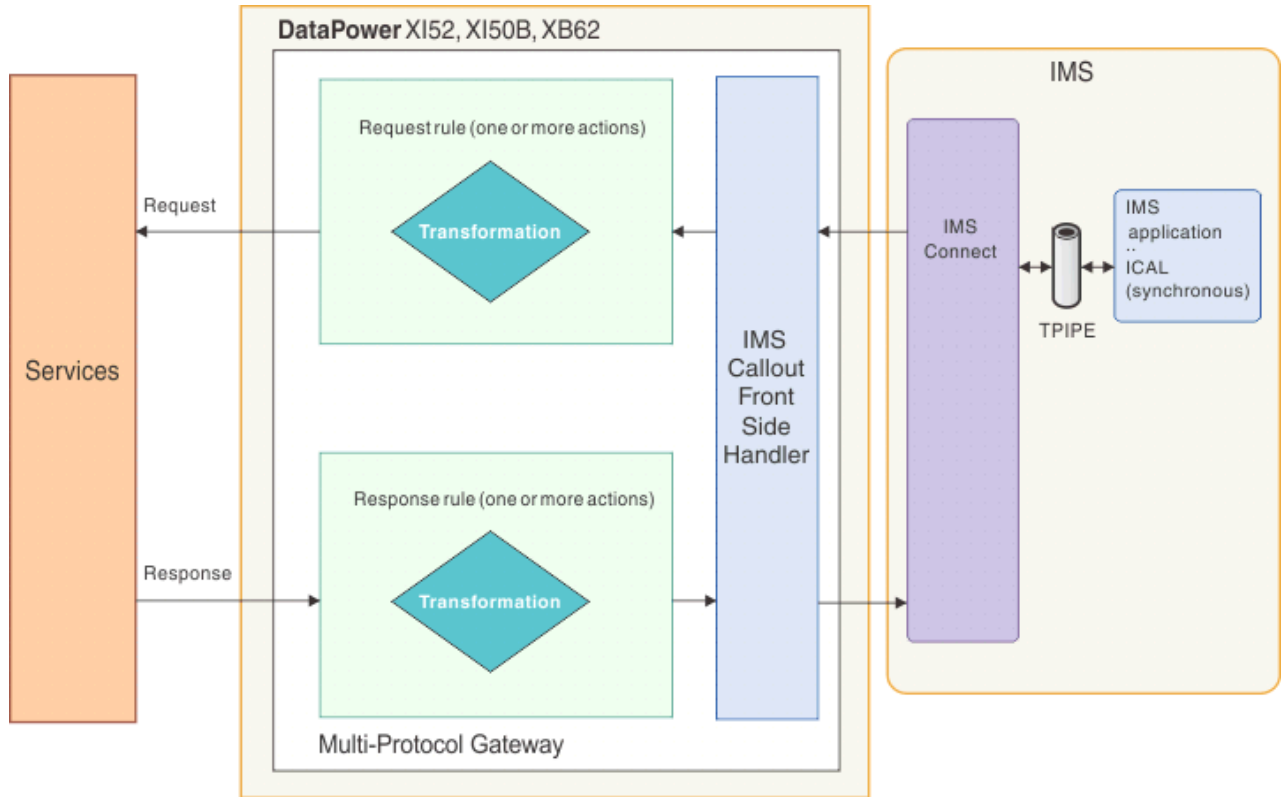 DataPower XI52, XI50B, XB62
IMS
Request rule (one or more actions)
Transformation
Request
IMS
Connect
IMS
application
..
ICAL
(synchronous)
TPIPE
Services
IMS
Callout
Front
Side
Handler
Response rule (one or more actions)
Transformation
Response
Multi-Protocol Gateway